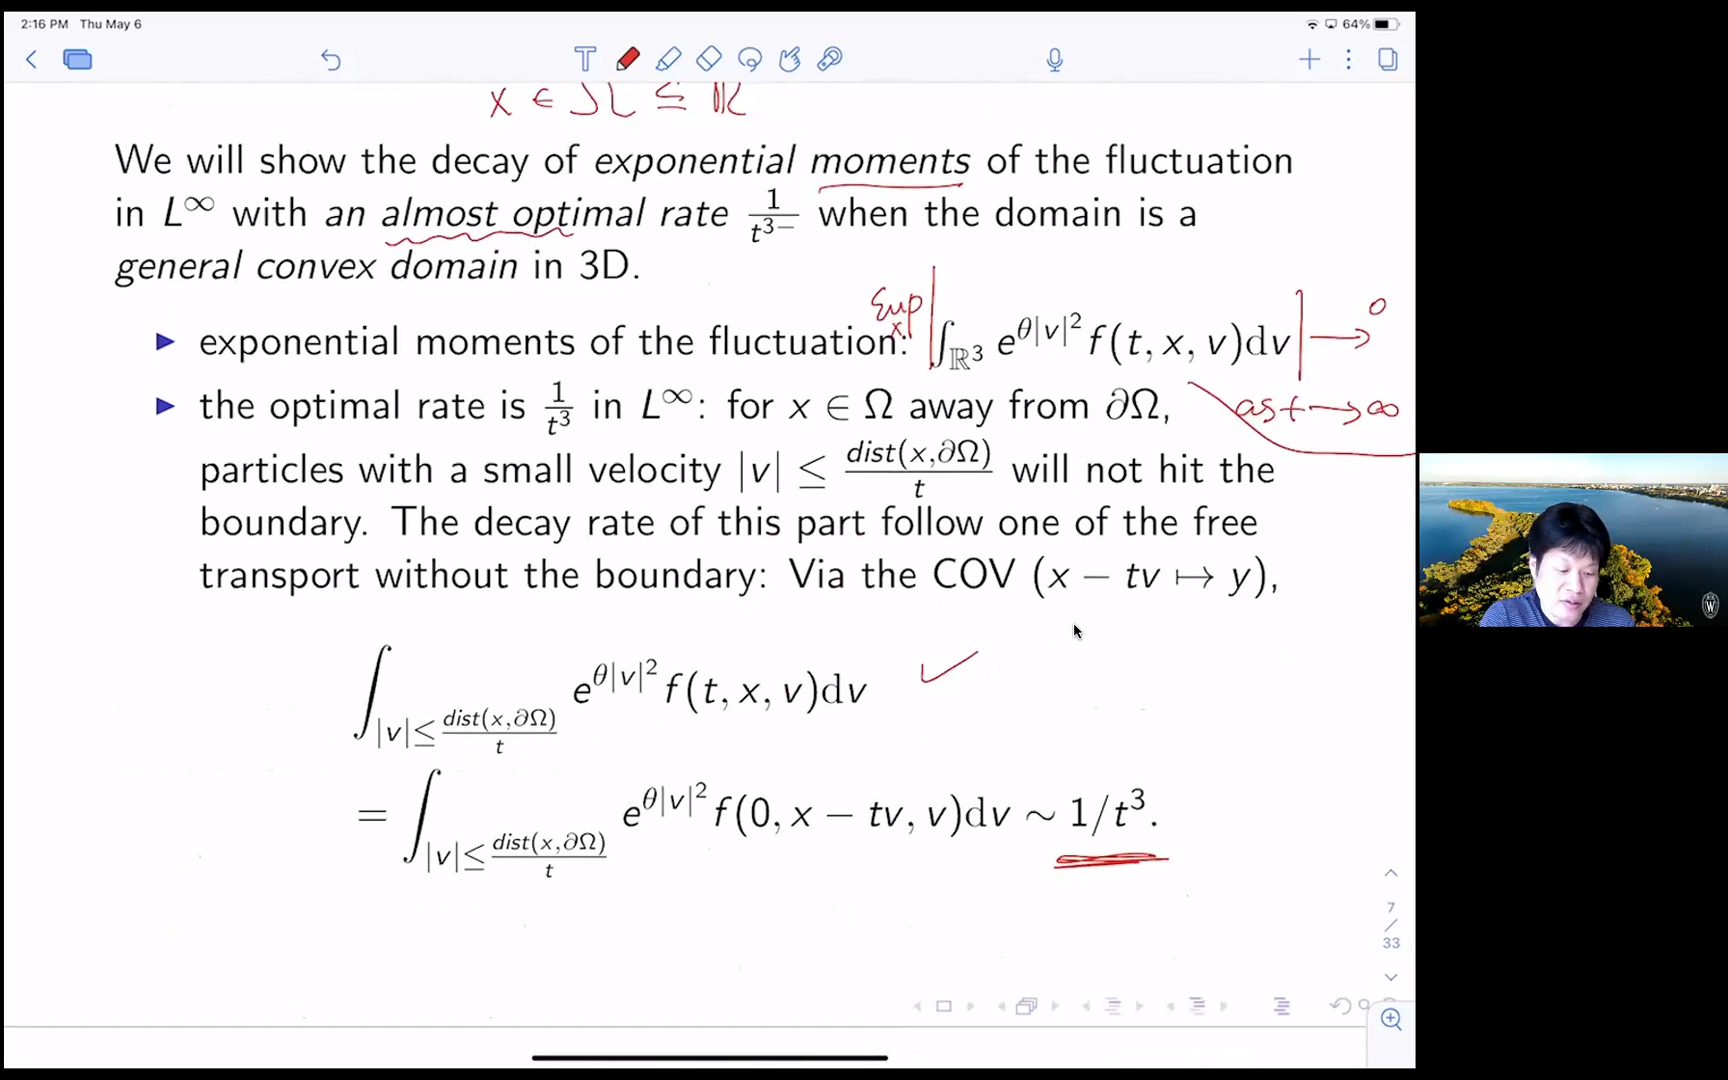 2:16 PM Thu May 6
64%
x ∈ Ω ⊆ ℝ
We will show the decay of exponential moments of the fluctuation
in L∞ with an almost optimal rate 1/t³⁻ when the domain is a
general convex domain in 3D.
▶ exponential moments of the fluctuation: sup_x |∫_ℝ³ e^{θ|v|²} f(t, x, v)dv| → 0
as t → ∞
▶ the optimal rate is 1/t³ in L∞: for x ∈ Ω away from ∂Ω,
particles with a small velocity |v| ≤ dist(x,∂Ω)/t will not hit the
boundary. The decay rate of this part follow one of the free
transport without the boundary: Via the COV (x − tv ↦ y),
∫_{|v|≤dist(x,∂Ω)/t} e^{θ|v|²} f(t, x, v)dv ✓
= ∫_{|v|≤dist(x,∂Ω)/t} e^{θ|v|²} f(0, x − tv, v)dv ∼ 1/t³.
7
/
33
W